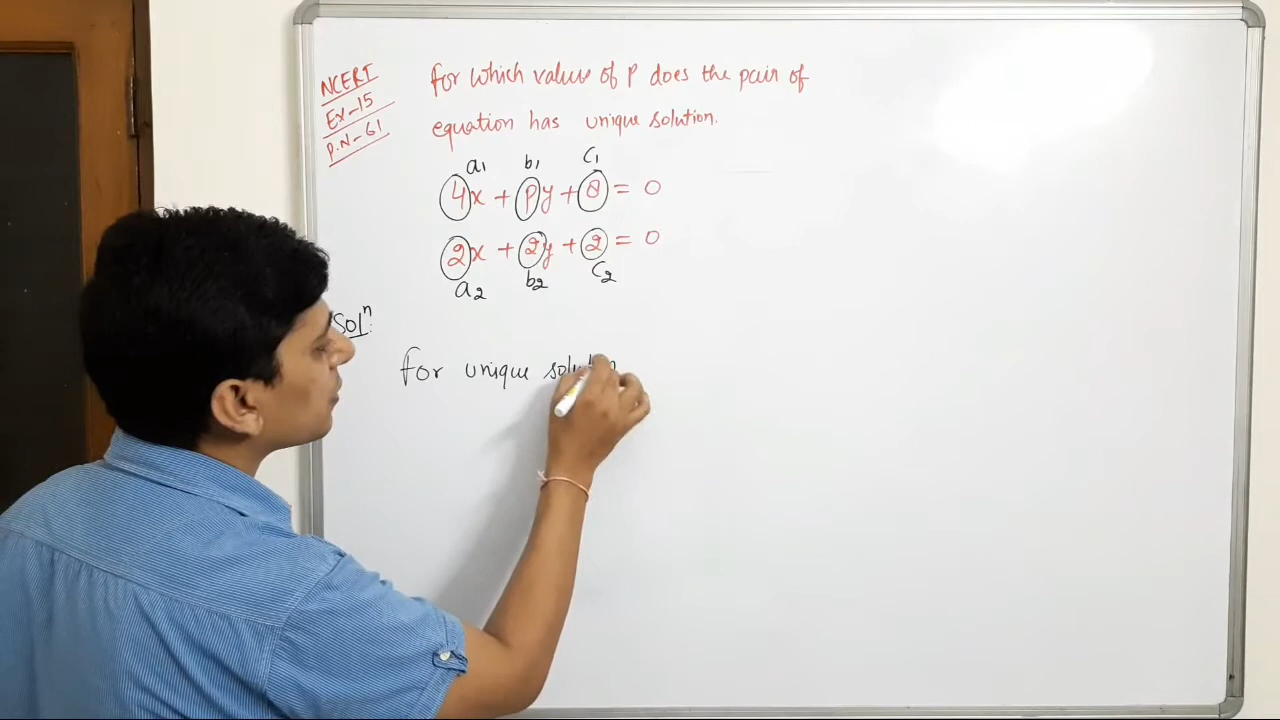 NCERT
Ex-15
P.N-61
For which values of P does the pair of
equation has unique solution.
a1 b1 c1
4x + Py + 8 = 0
2x + 2y + 2 = 0
a2 b2 c2
Solⁿ:
For unique solution